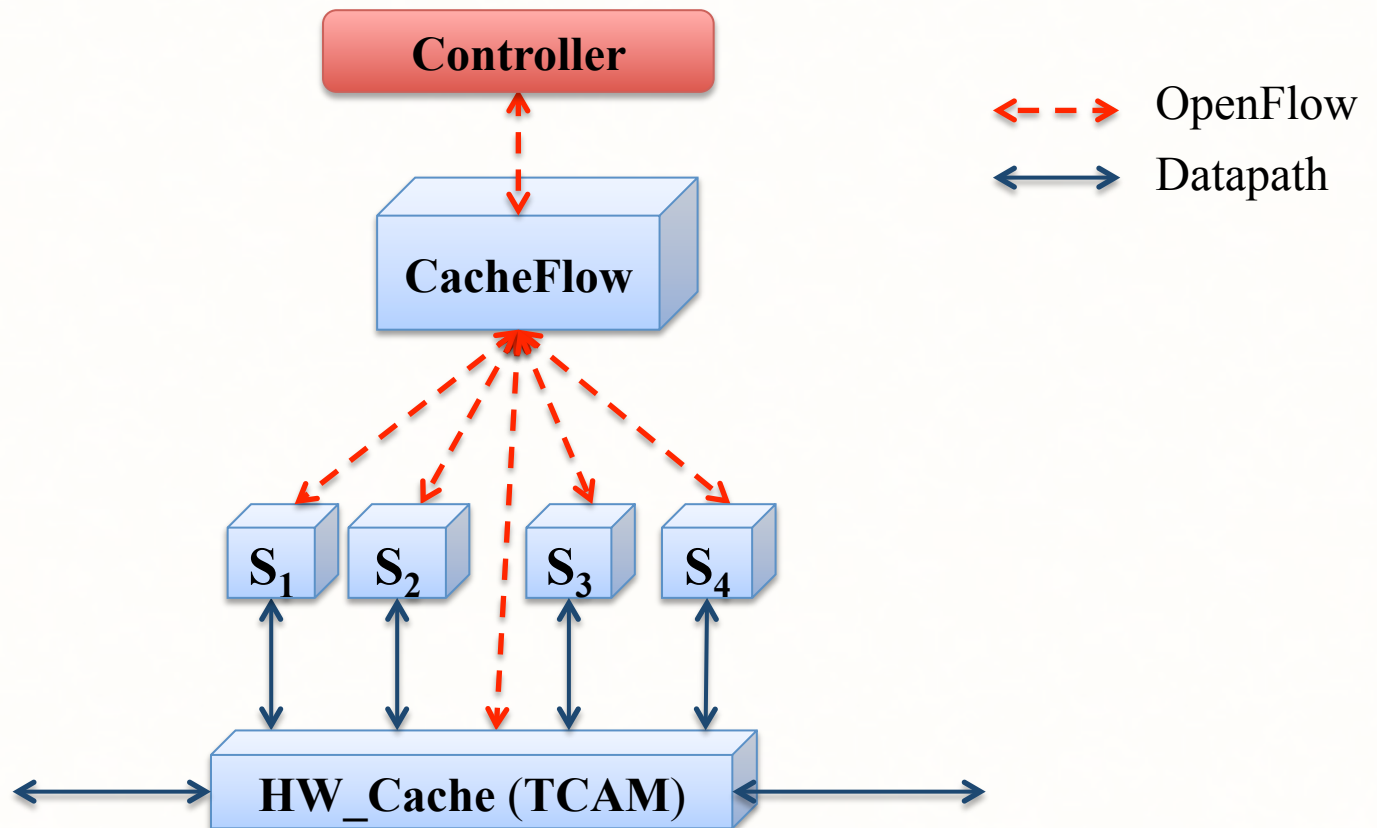 Controller
OpenFlow
Datapath
CacheFlow
S₁ S₂ S₃ S₄
HW_Cache (TCAM)